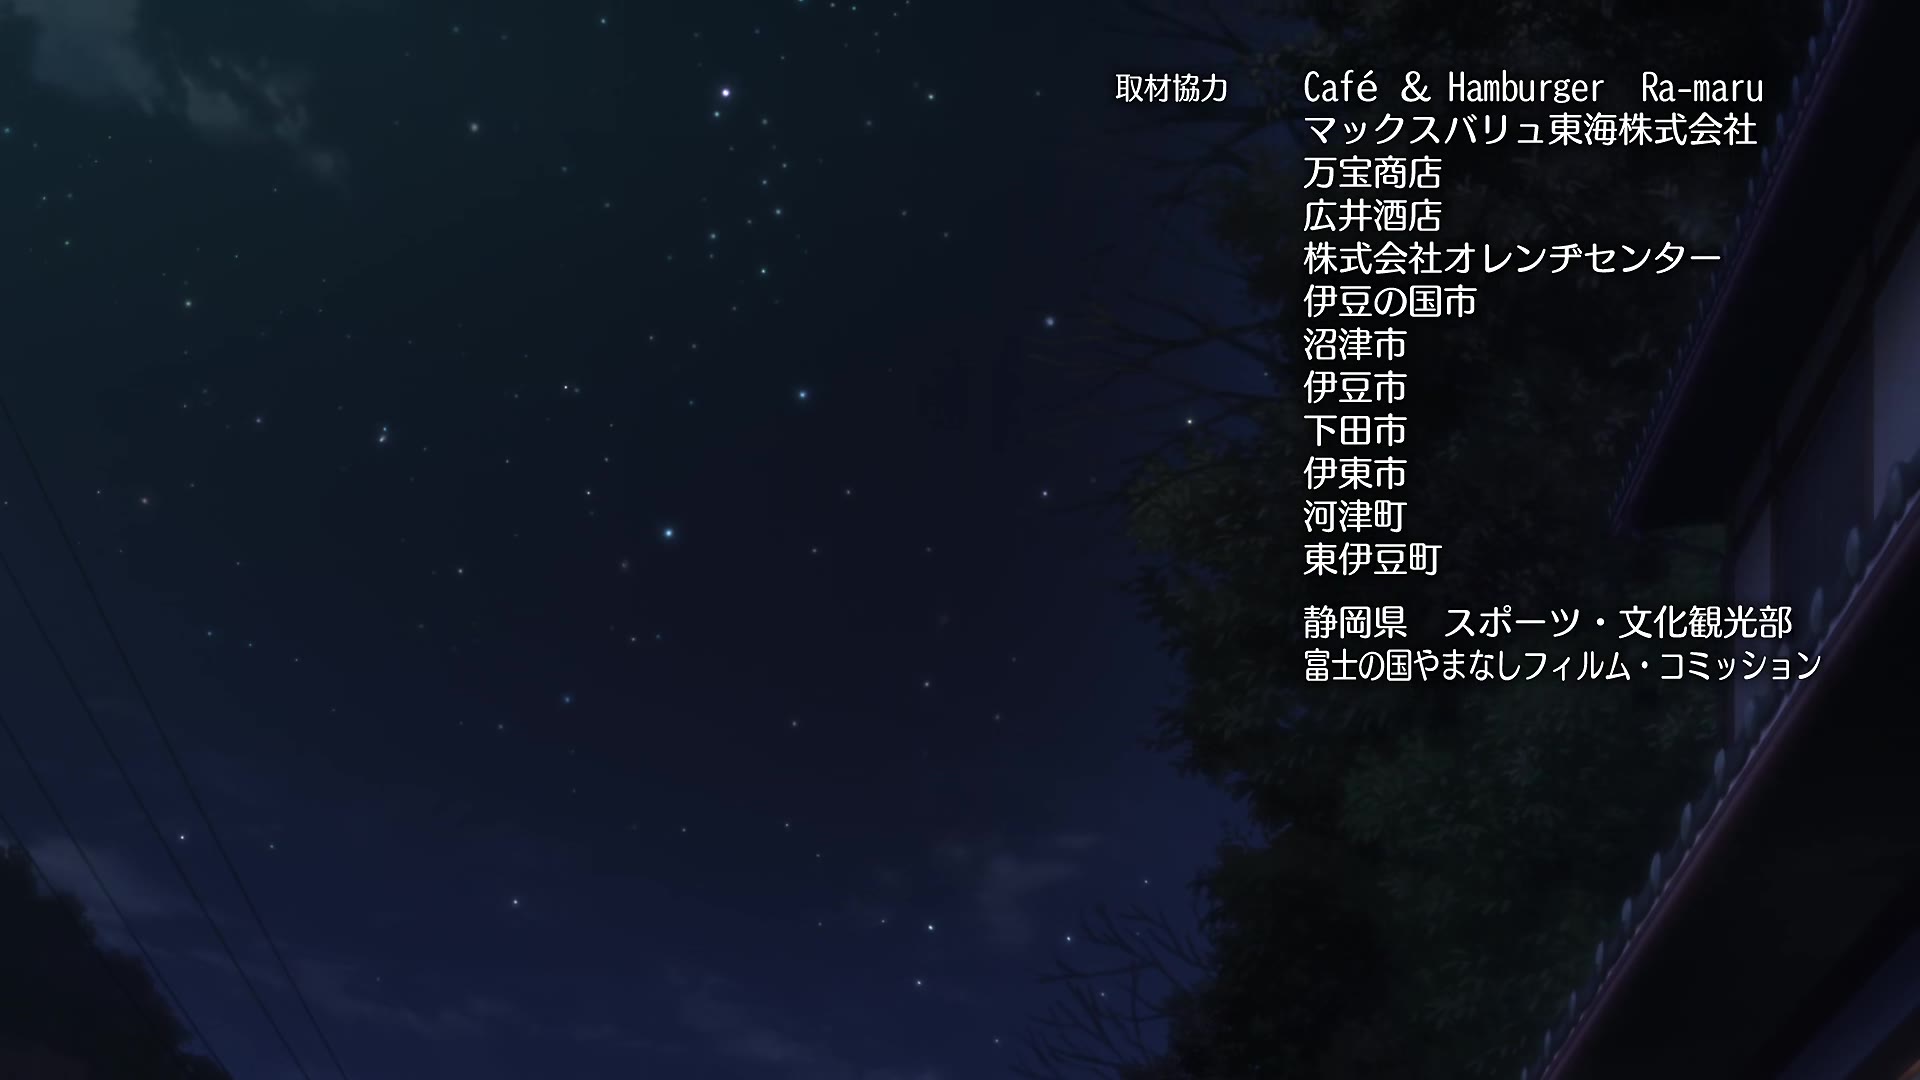 取材協力　Café ＆ Hamburger　Ra-maru
マックスバリュ東海株式会社
万宝商店
広井酒店
株式会社オレンヂセンター
伊豆の国市
沼津市
伊豆市
下田市
伊東市
河津町
東伊豆町
静岡県　スポーツ・文化観光部
富士の国やまなしフィルム・コミッション